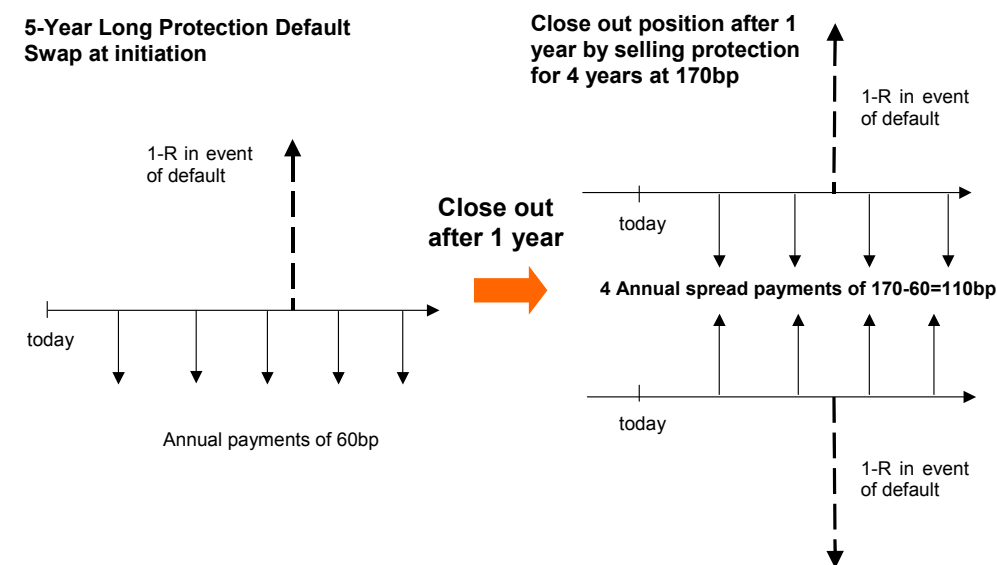 5-Year Long Protection Default
Swap at initiation
1-R in event
of default
today
Annual payments of 60bp
Close out
after 1 year
Close out position after 1
year by selling protection
for 4 years at 170bp
1-R in event
of default
today
4 Annual spread payments of 170-60=110bp
today
1-R in event
of default